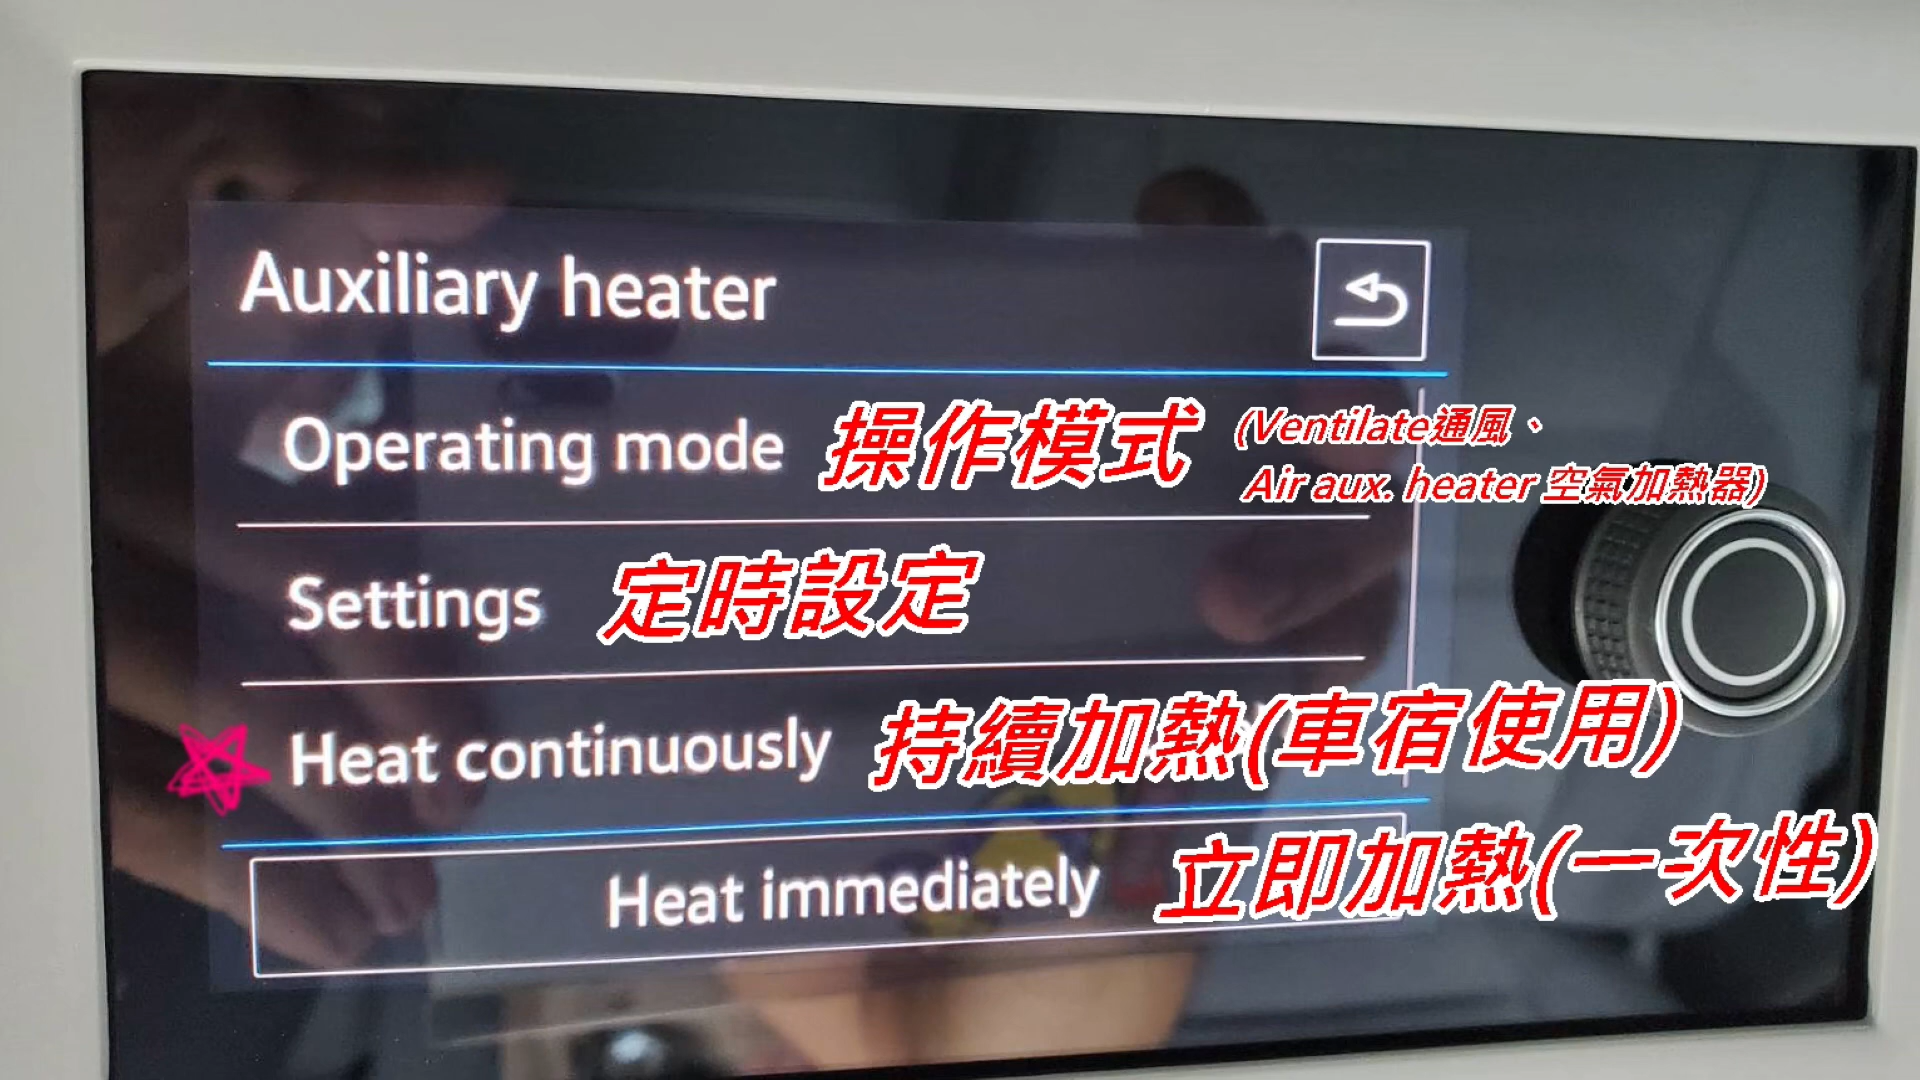 Auxiliary heater
Operating mode 操作模式 (Ventilate通風、
Air aux. heater 空氣加熱器)
Settings 定時設定
Heat continuously 持續加熱(車宿使用)
Heat immediately 立即加熱(一次性)